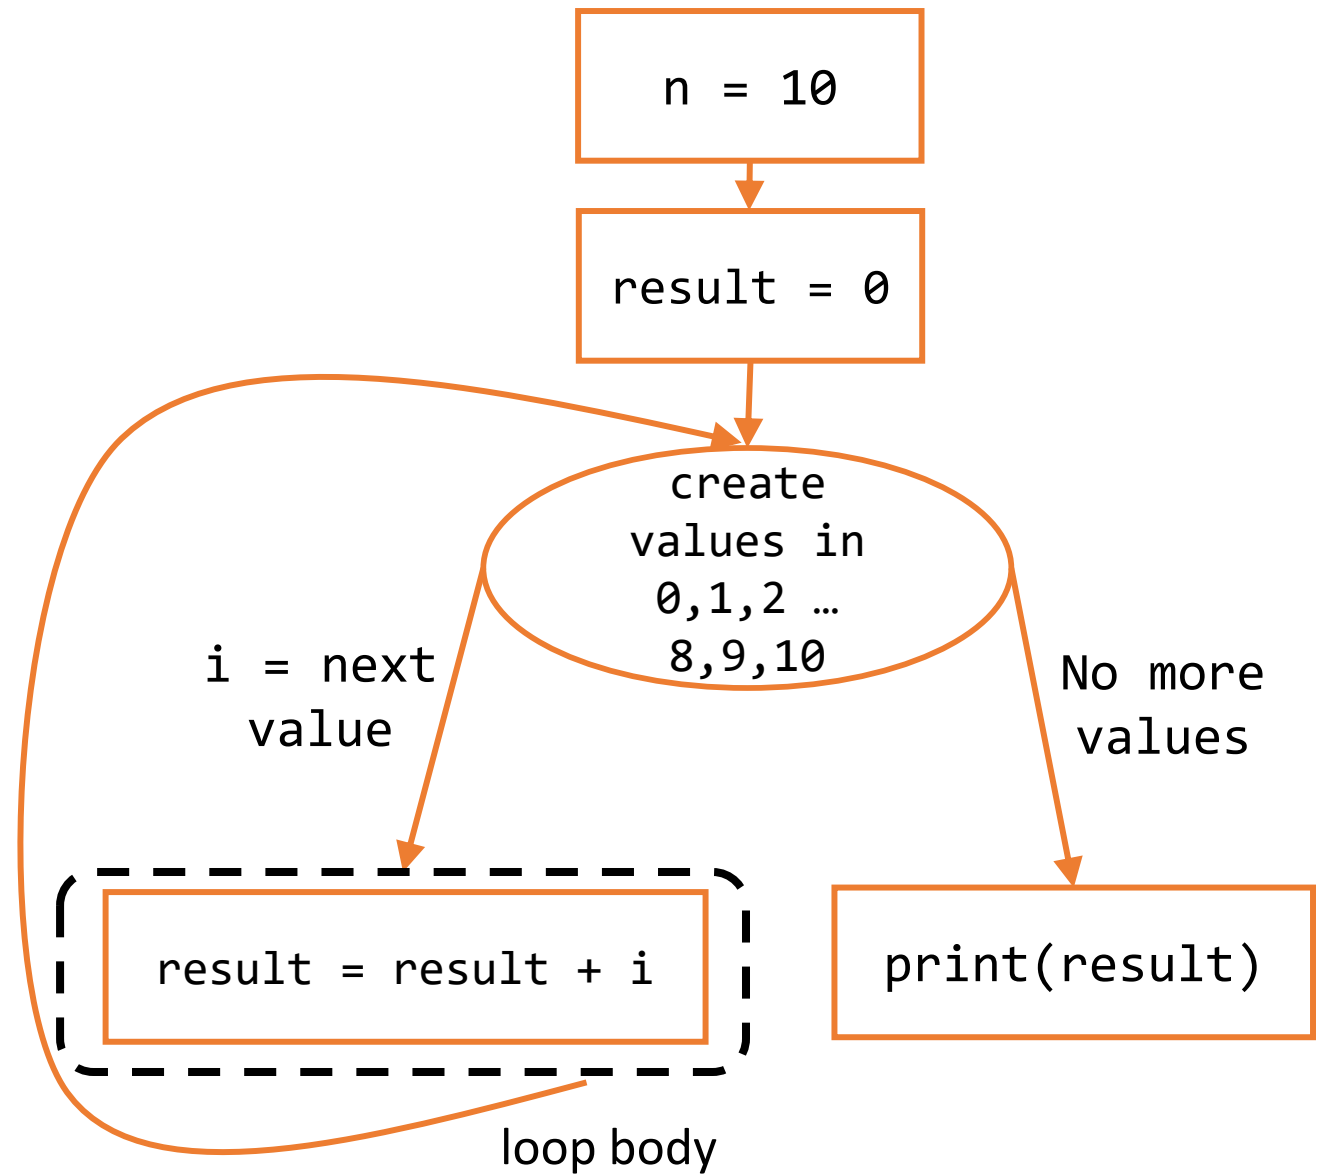 n = 10
result = 0
create
values in
0,1,2 …
8,9,10
i = next
value
No more
values
result = result + i
print(result)
loop body